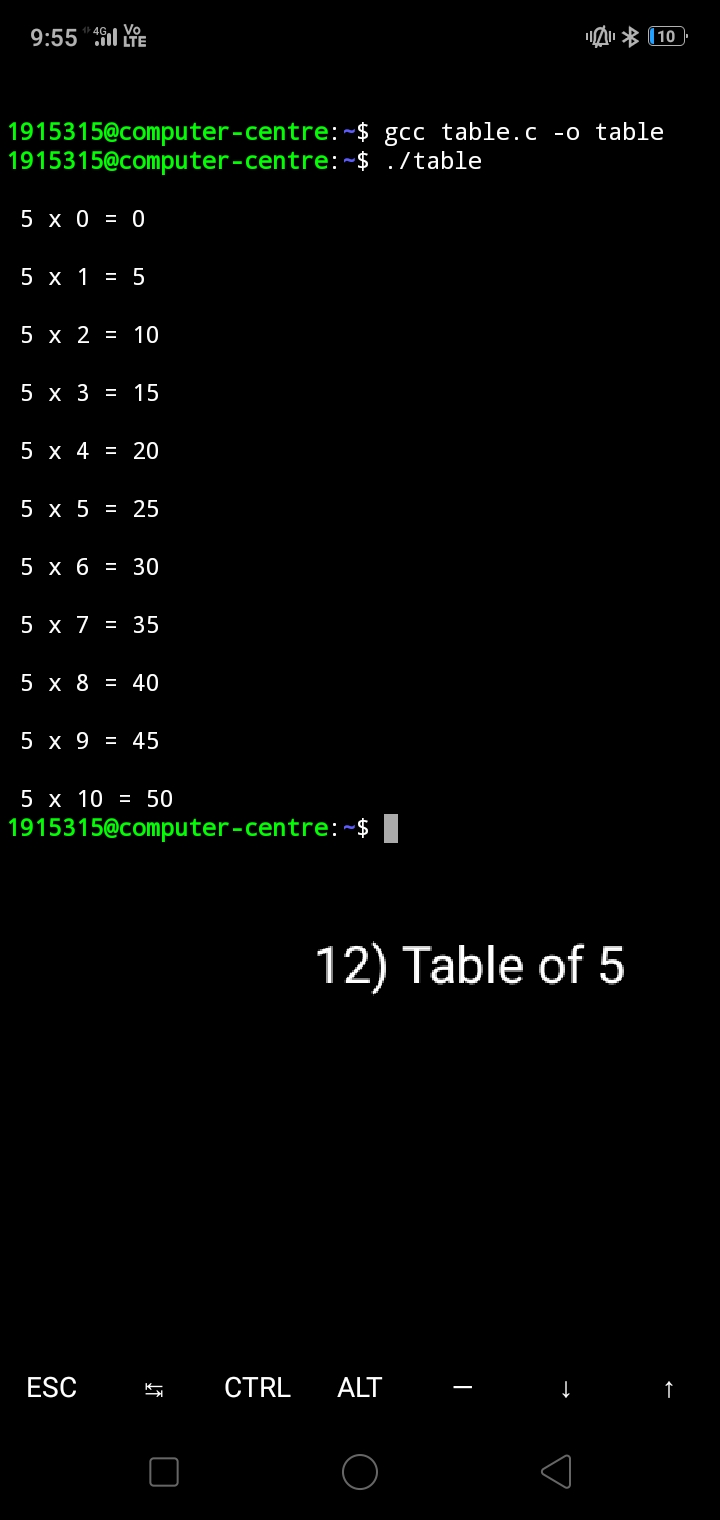 9:55 4G Vo LTE 10
1915315@computer-centre:~$ gcc table.c -o table
1915315@computer-centre:~$ ./table
5 x 0 = 0
5 x 1 = 5
5 x 2 = 10
5 x 3 = 15
5 x 4 = 20
5 x 5 = 25
5 x 6 = 30
5 x 7 = 35
5 x 8 = 40
5 x 9 = 45
5 x 10 = 50
1915315@computer-centre:~$
12) Table of 5
ESC ↹ CTRL ALT — ↓ ↑